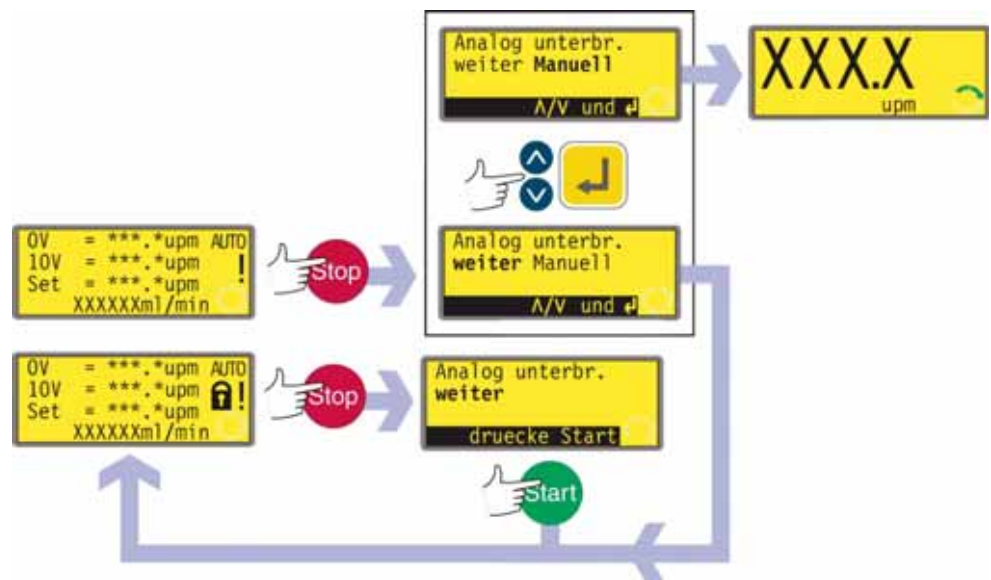 Analog unterbr.
weiter Manuell
Λ/V und ↲
XXX.X
upm
0V = ***.*upm AUTO
10V = ***.*upm !
Set = ***.*upm
XXXXXXml/min
Stop
Analog unterbr.
weiter Manuell
Λ/V und ↲
0V = ***.*upm AUTO
10V = ***.*upm !
Set = ***.*upm
XXXXXXml/min
Stop
Analog unterbr.
weiter
druecke Start
Start